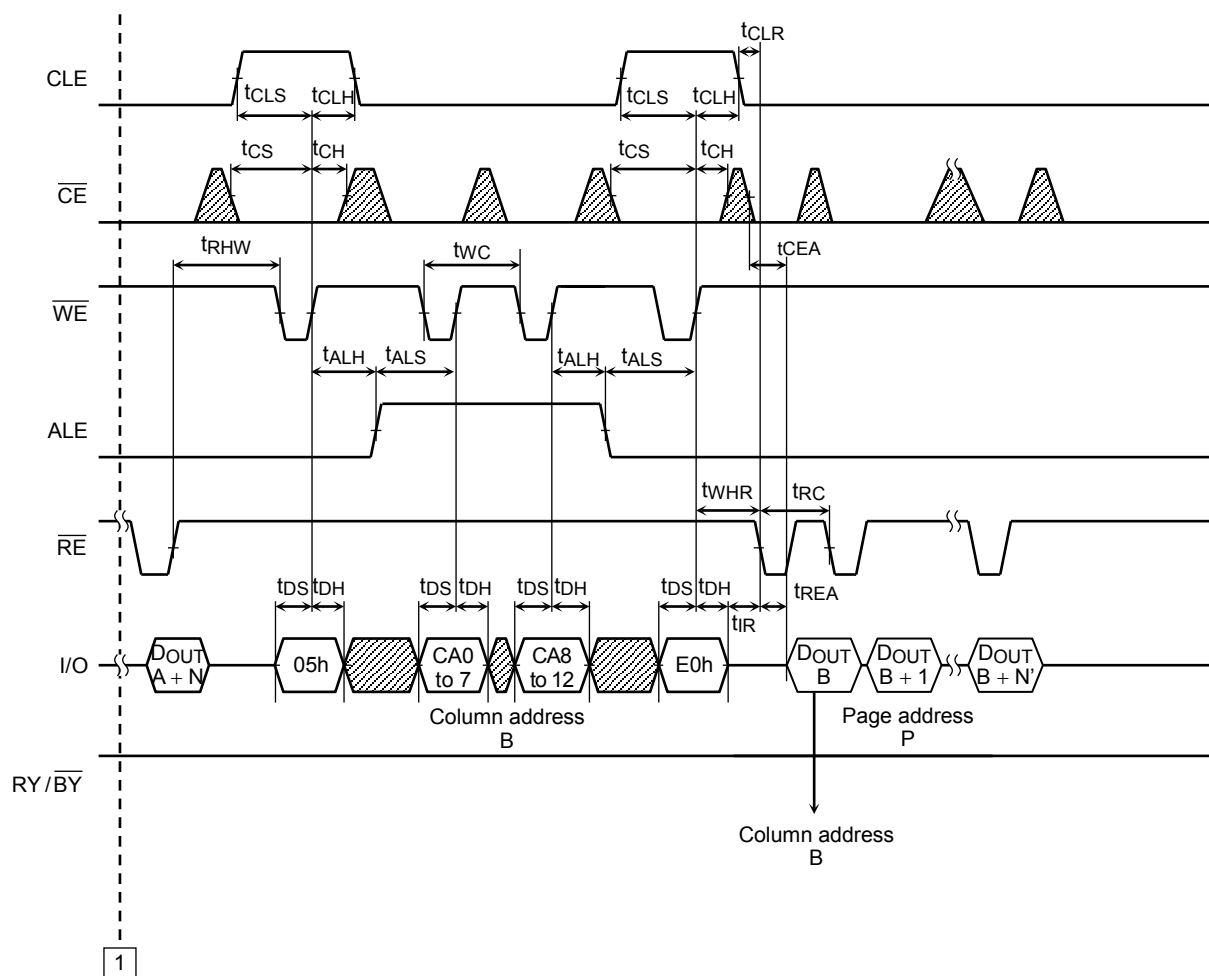 tCLR
CLE
tCLS tCLH tCLS tCLH
tCS tCH tCS tCH
CE
tRHW tWC tCEA
WE
tALH tALS tALH tALS
ALE
tWHR tRC
RE
tDS tDH tDS tDH tDS tDH tDS tDH tREA
tIR
I/O
DOUT
A + N
05h
CA0
to 7
CA8
to 12
E0h
DOUT
B
DOUT
B + 1
DOUT
B + N'
Column address
B
Page address
P
RY/BY
Column address
B
1